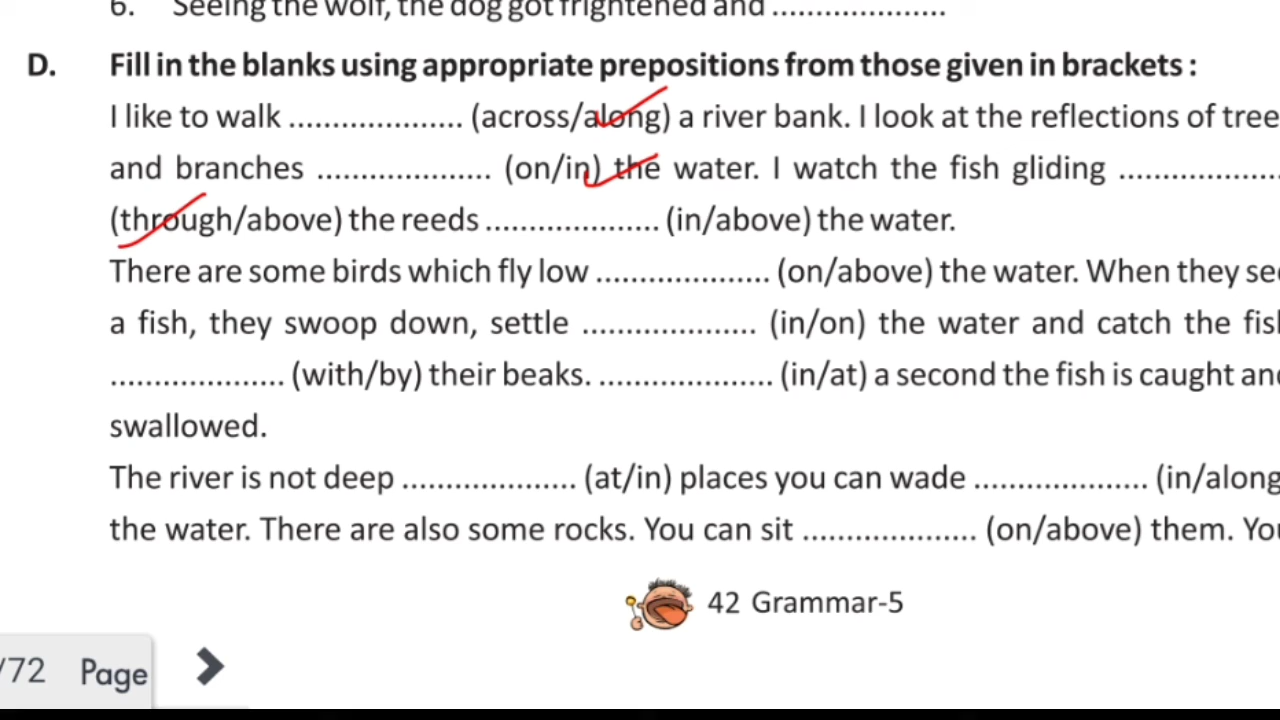 6. Seeing the wolf, the dog got frightened and ....................
D. Fill in the blanks using appropriate prepositions from those given in brackets :
I like to walk .................... (across/along) a river bank. I look at the reflections of tree
and branches .................... (on/in) the water. I watch the fish gliding ...................
(through/above) the reeds .................... (in/above) the water.
There are some birds which fly low .................... (on/above) the water. When they see
a fish, they swoop down, settle .................... (in/on) the water and catch the fish
.................... (with/by) their beaks. .................... (in/at) a second the fish is caught and
swallowed.
The river is not deep .................... (at/in) places you can wade .................... (in/along
the water. There are also some rocks. You can sit .................... (on/above) them. You
42 Grammar-5
/72 Page